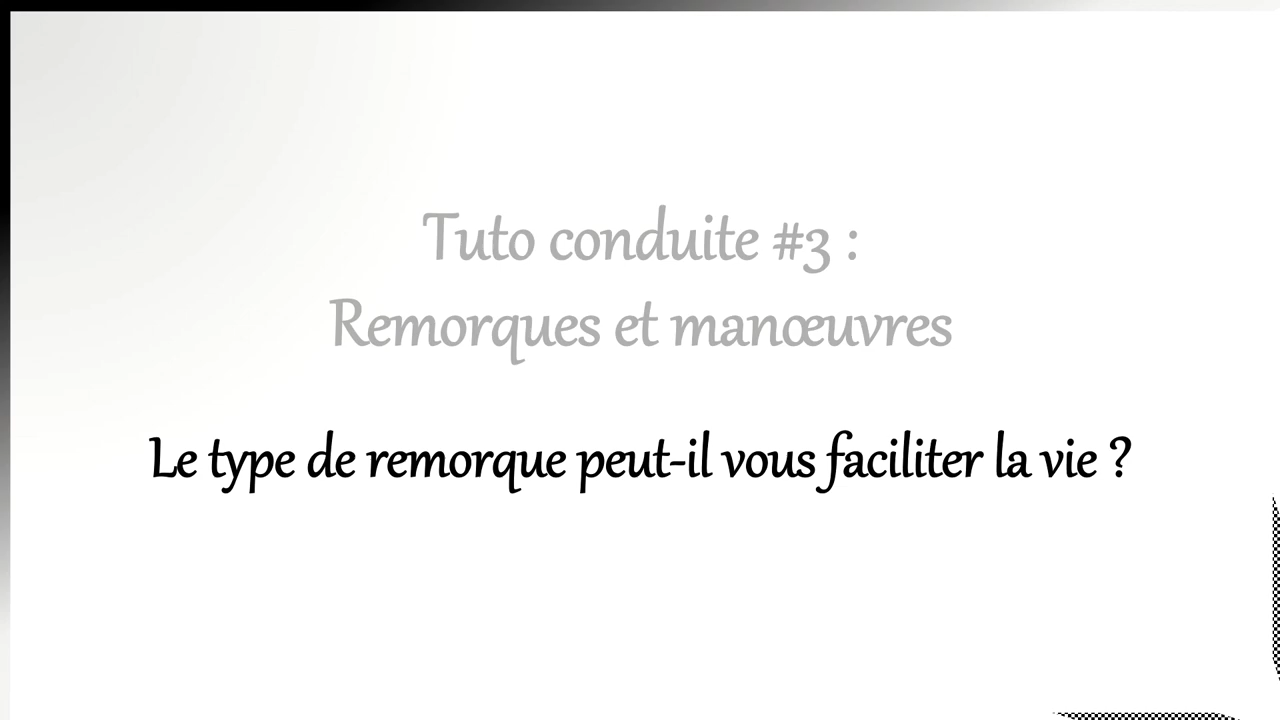 Tuto conduite #3 :
Remorques et manœuvres
Le type de remorque peut-il vous faciliter la vie ?